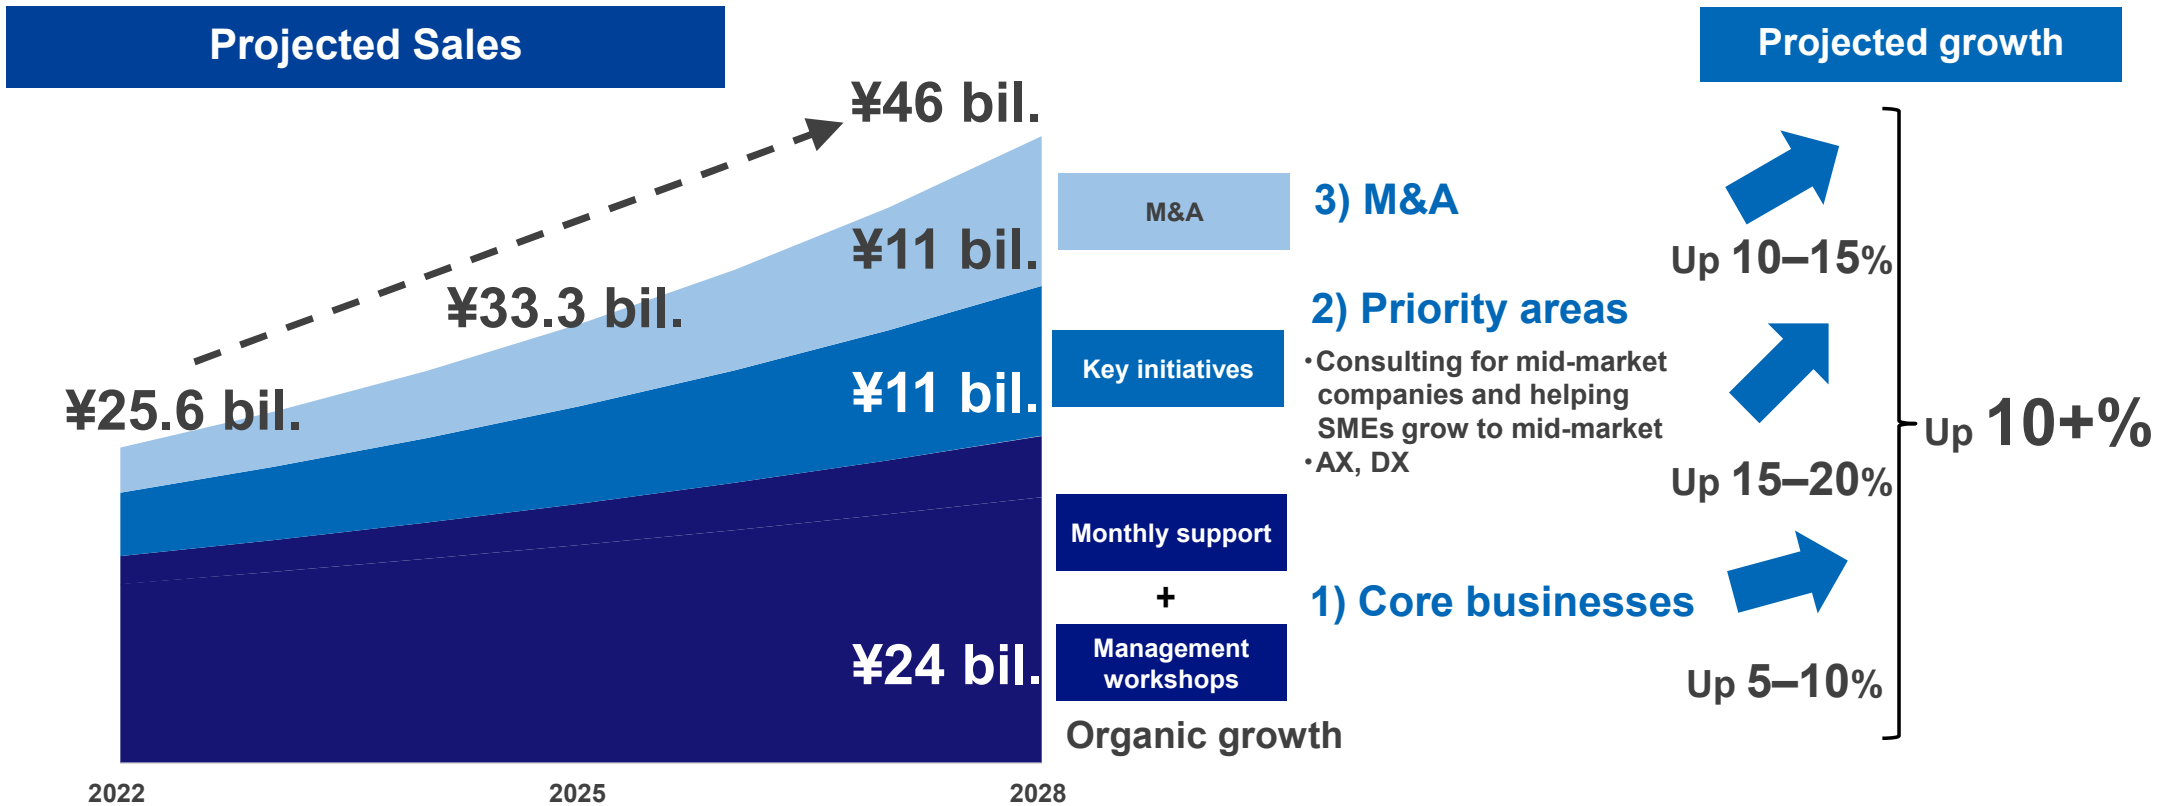 Projected Sales
Projected growth
¥46 bil.
¥11 bil.
¥33.3 bil.
¥25.6 bil.
¥11 bil.
¥24 bil.
2022
2025
2028
M&A
Key initiatives
Monthly support
+
Management
workshops
Organic growth
3) M&A
2) Priority areas
・Consulting for mid-market
companies and helping
SMEs grow to mid-market
・AX, DX
1) Core businesses
Up 10–15%
Up 15–20%
Up 5–10%
Up 10+%